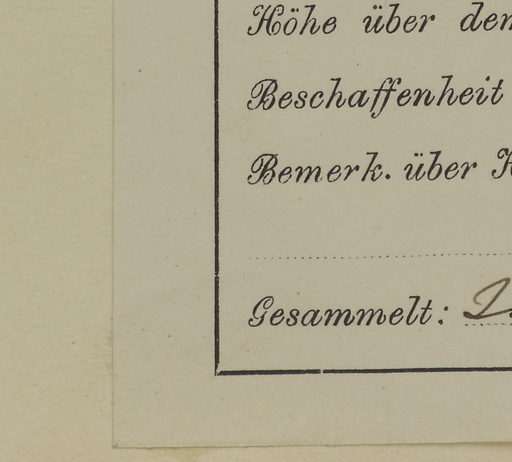 Höhe über dem
Beschaffenheit
Bemerk. über
Gesammelt: